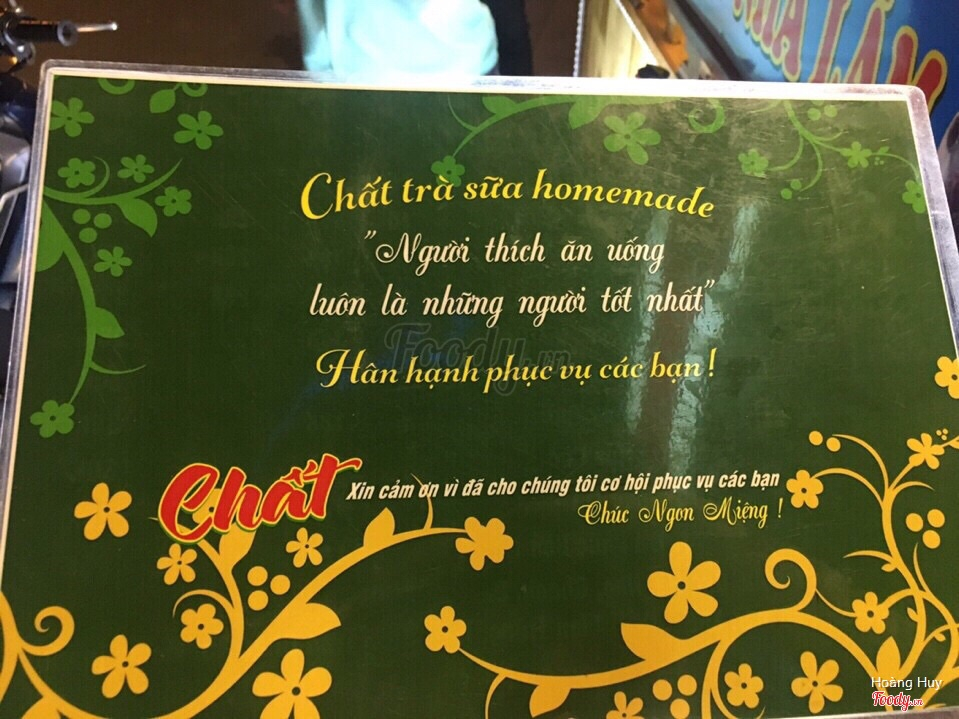 Chất trà sữa homemade
"Người thích ăn uống
luôn là những người tốt nhất"
Foody.vn
Hân hạnh phục vụ các bạn !
Chất Xin cảm ơn vì đã cho chúng tôi cơ hội phục vụ các bạn
Chúc Ngon Miệng !
Hoàng Huy
Foody.vn